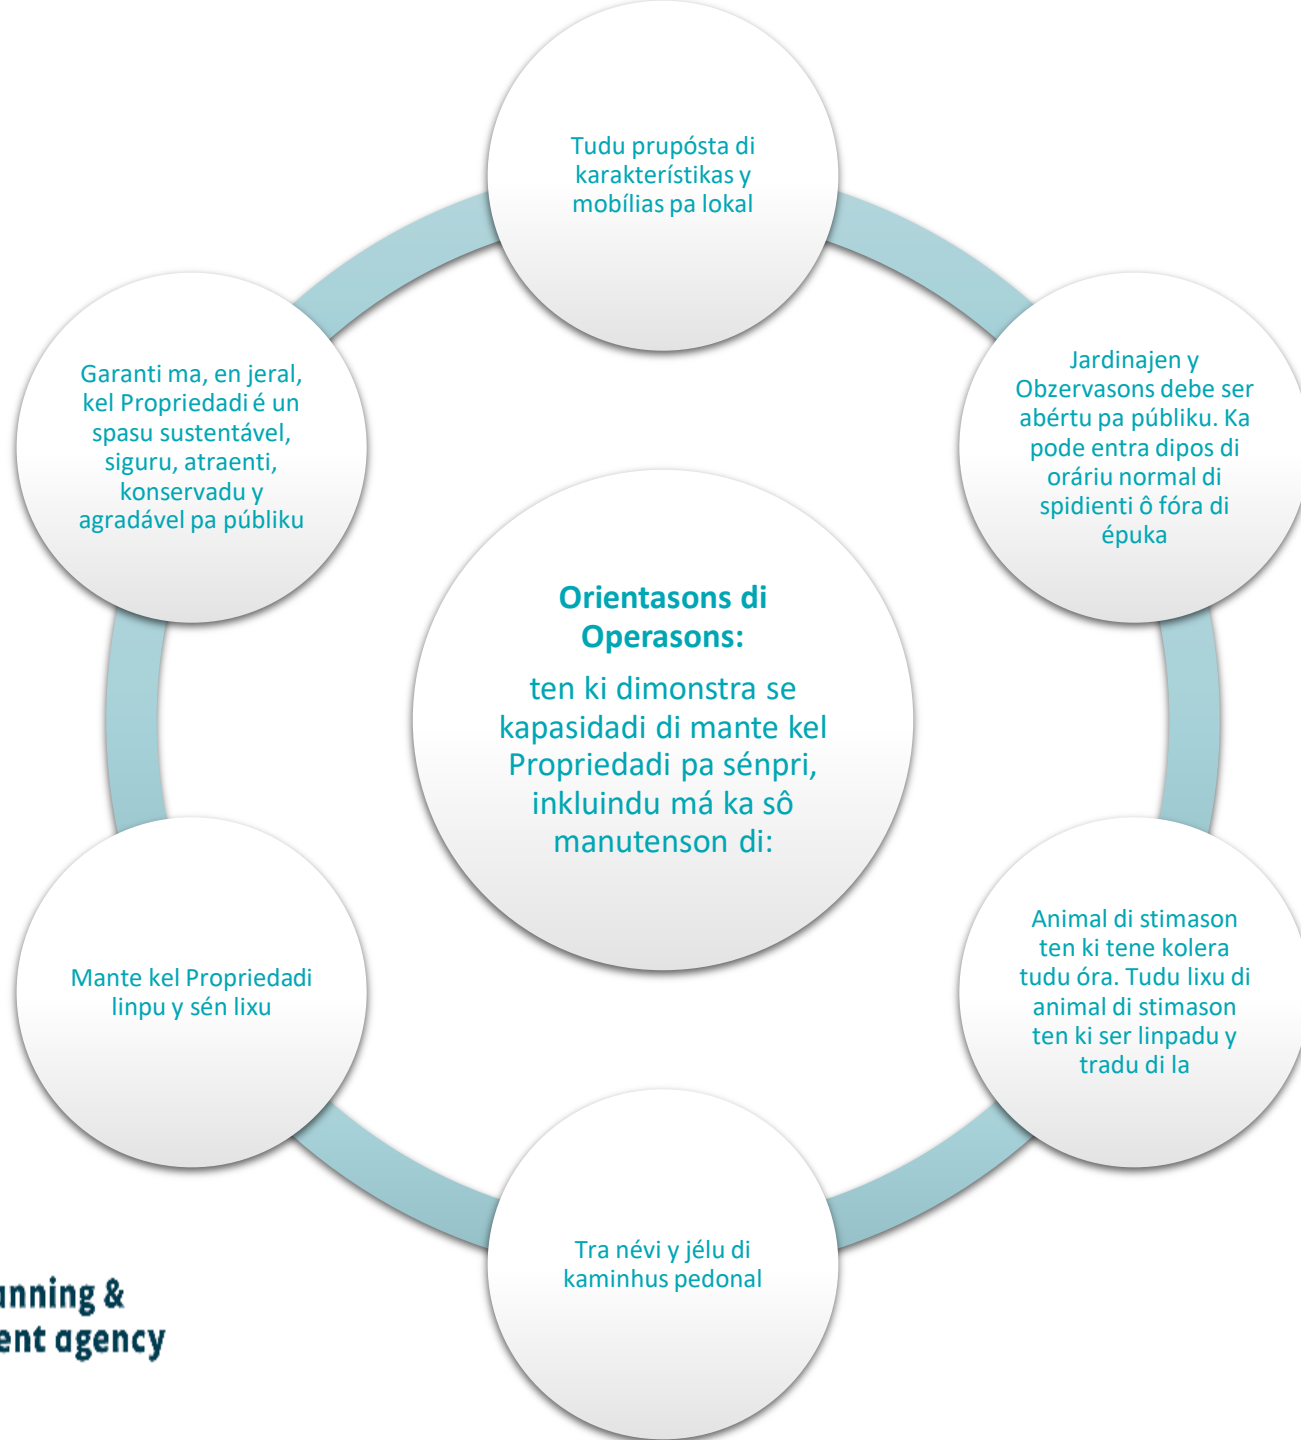 Tudu prupósta di
karakterístikas y
mobílias pa lokal
Jardinajen y
Obzervasons debe ser
abértu pa públiku. Ka
pode entra dipos di
oráriu normal di
spidienti ô fóra di
épuka
Animal di stimason
ten ki tene kolera
tudu óra. Tudu lixu di
animal di stimason
ten ki ser linpadu y
tradu di la
Tra névi y jélu di
kaminhus pedonal
Mante kel Propriedadi
linpu y sén lixu
Garanti ma, en jeral,
kel Propriedadi é un
spasu sustentável,
siguru, atraenti,
konservadu y
agradável pa públiku
Orientasons di
Operasons:
ten ki dimonstra se
kapasidadi di mante kel
Propriedadi pa sénpri,
inkluindu má ka sô
manutenson di:
&
agency